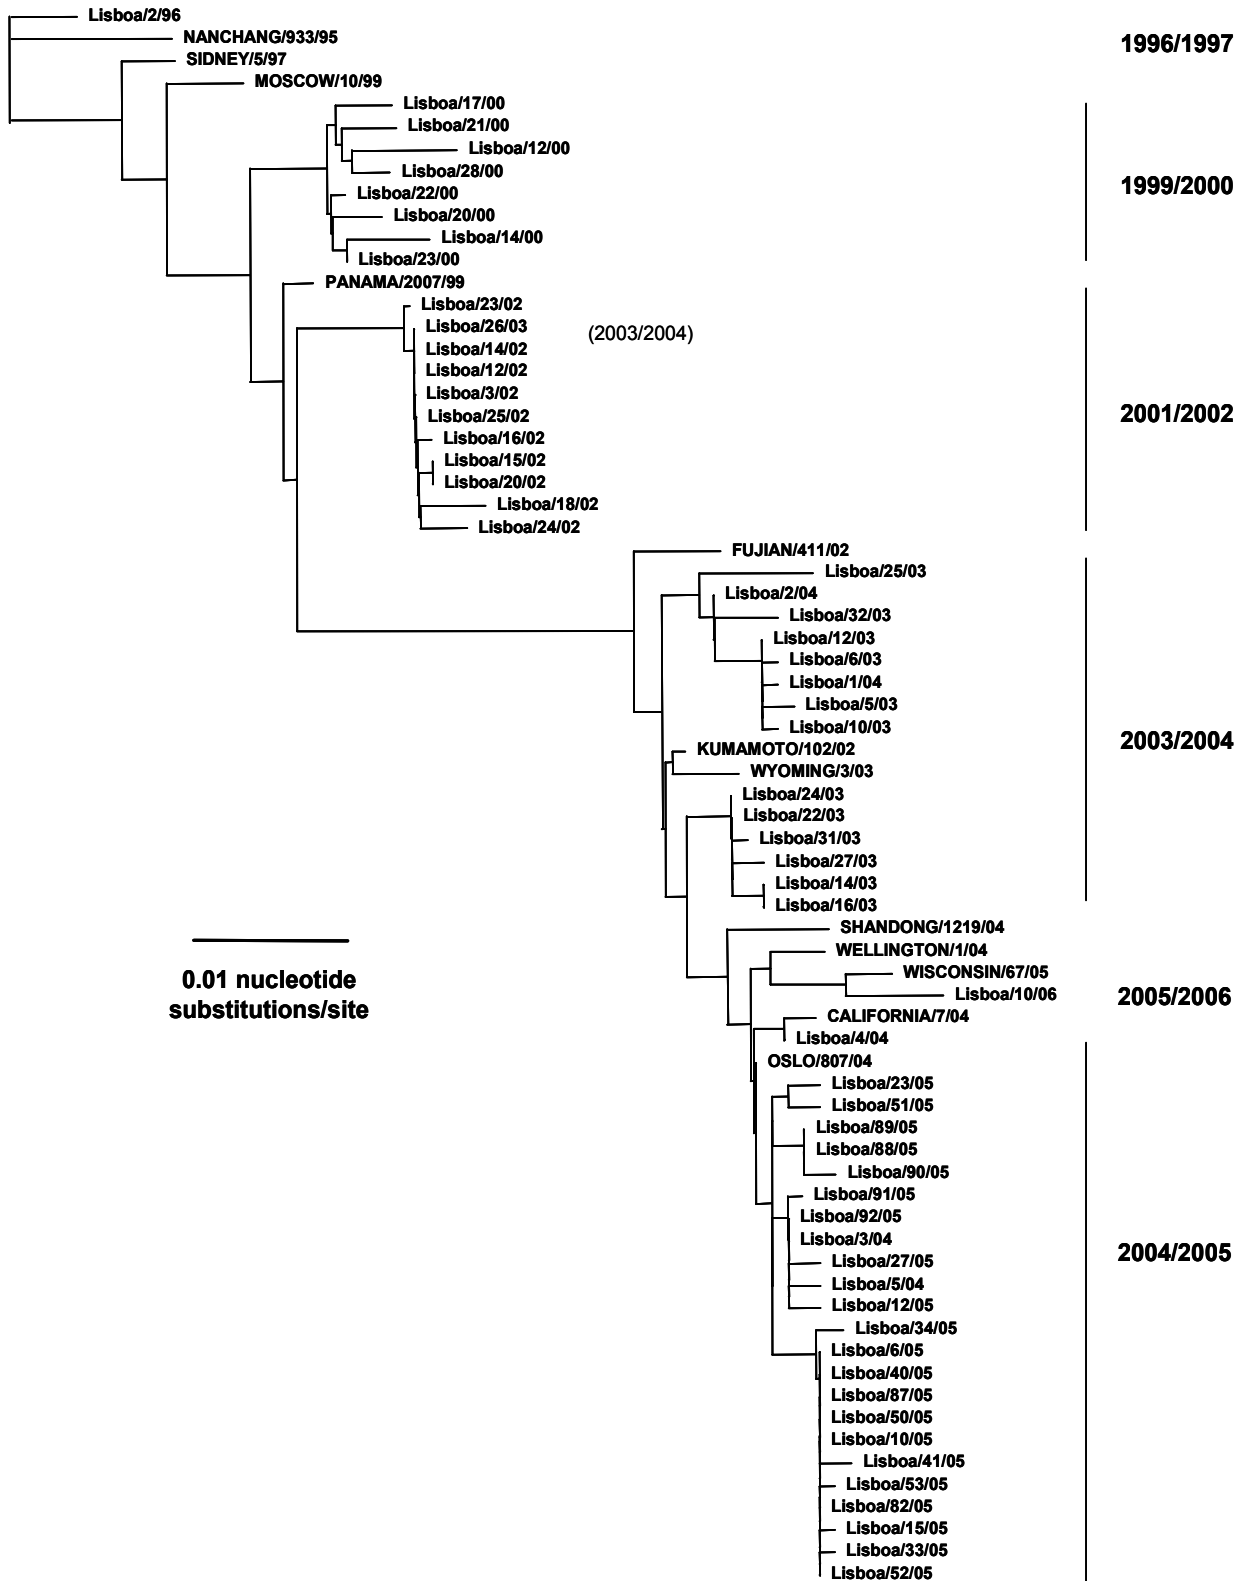 Lisboa/2/96
NANCHANG/933/95
1996/1997
SIDNEY/5/97
MOSCOW/10/99
Lisboa/17/00
Lisboa/21/00
Lisboa/12/00
Lisboa/28/00
1999/2000
Lisboa/22/00
Lisboa/20/00
Lisboa/14/00
Lisboa/23/00
PANAMA/2007/99
Lisboa/23/02
Lisboa/26/03
(2003/2004)
Lisboa/14/02
Lisboa/12/02
Lisboa/3/02
Lisboa/25/02
2001/2002
Lisboa/16/02
Lisboa/15/02
Lisboa/20/02
Lisboa/18/02
Lisboa/24/02
FUJIAN/411/02
Lisboa/25/03
Lisboa/2/04
Lisboa/32/03
Lisboa/12/03
Lisboa/6/03
Lisboa/1/04
Lisboa/5/03
Lisboa/10/03
2003/2004
KUMAMOTO/102/02
WYOMING/3/03
Lisboa/24/03
Lisboa/22/03
Lisboa/31/03
Lisboa/27/03
Lisboa/14/03
Lisboa/16/03
SHANDONG/1219/04
WELLINGTON/1/04
WISCONSIN/67/05
0.01 nucleotide
substitutions/site
Lisboa/10/06
2005/2006
CALIFORNIA/7/04
Lisboa/4/04
OSLO/807/04
Lisboa/23/05
Lisboa/51/05
Lisboa/89/05
Lisboa/88/05
Lisboa/90/05
Lisboa/91/05
Lisboa/92/05
Lisboa/3/04
2004/2005
Lisboa/27/05
Lisboa/5/04
Lisboa/12/05
Lisboa/34/05
Lisboa/6/05
Lisboa/40/05
Lisboa/87/05
Lisboa/50/05
Lisboa/10/05
Lisboa/41/05
Lisboa/53/05
Lisboa/82/05
Lisboa/15/05
Lisboa/33/05
Lisboa/52/05